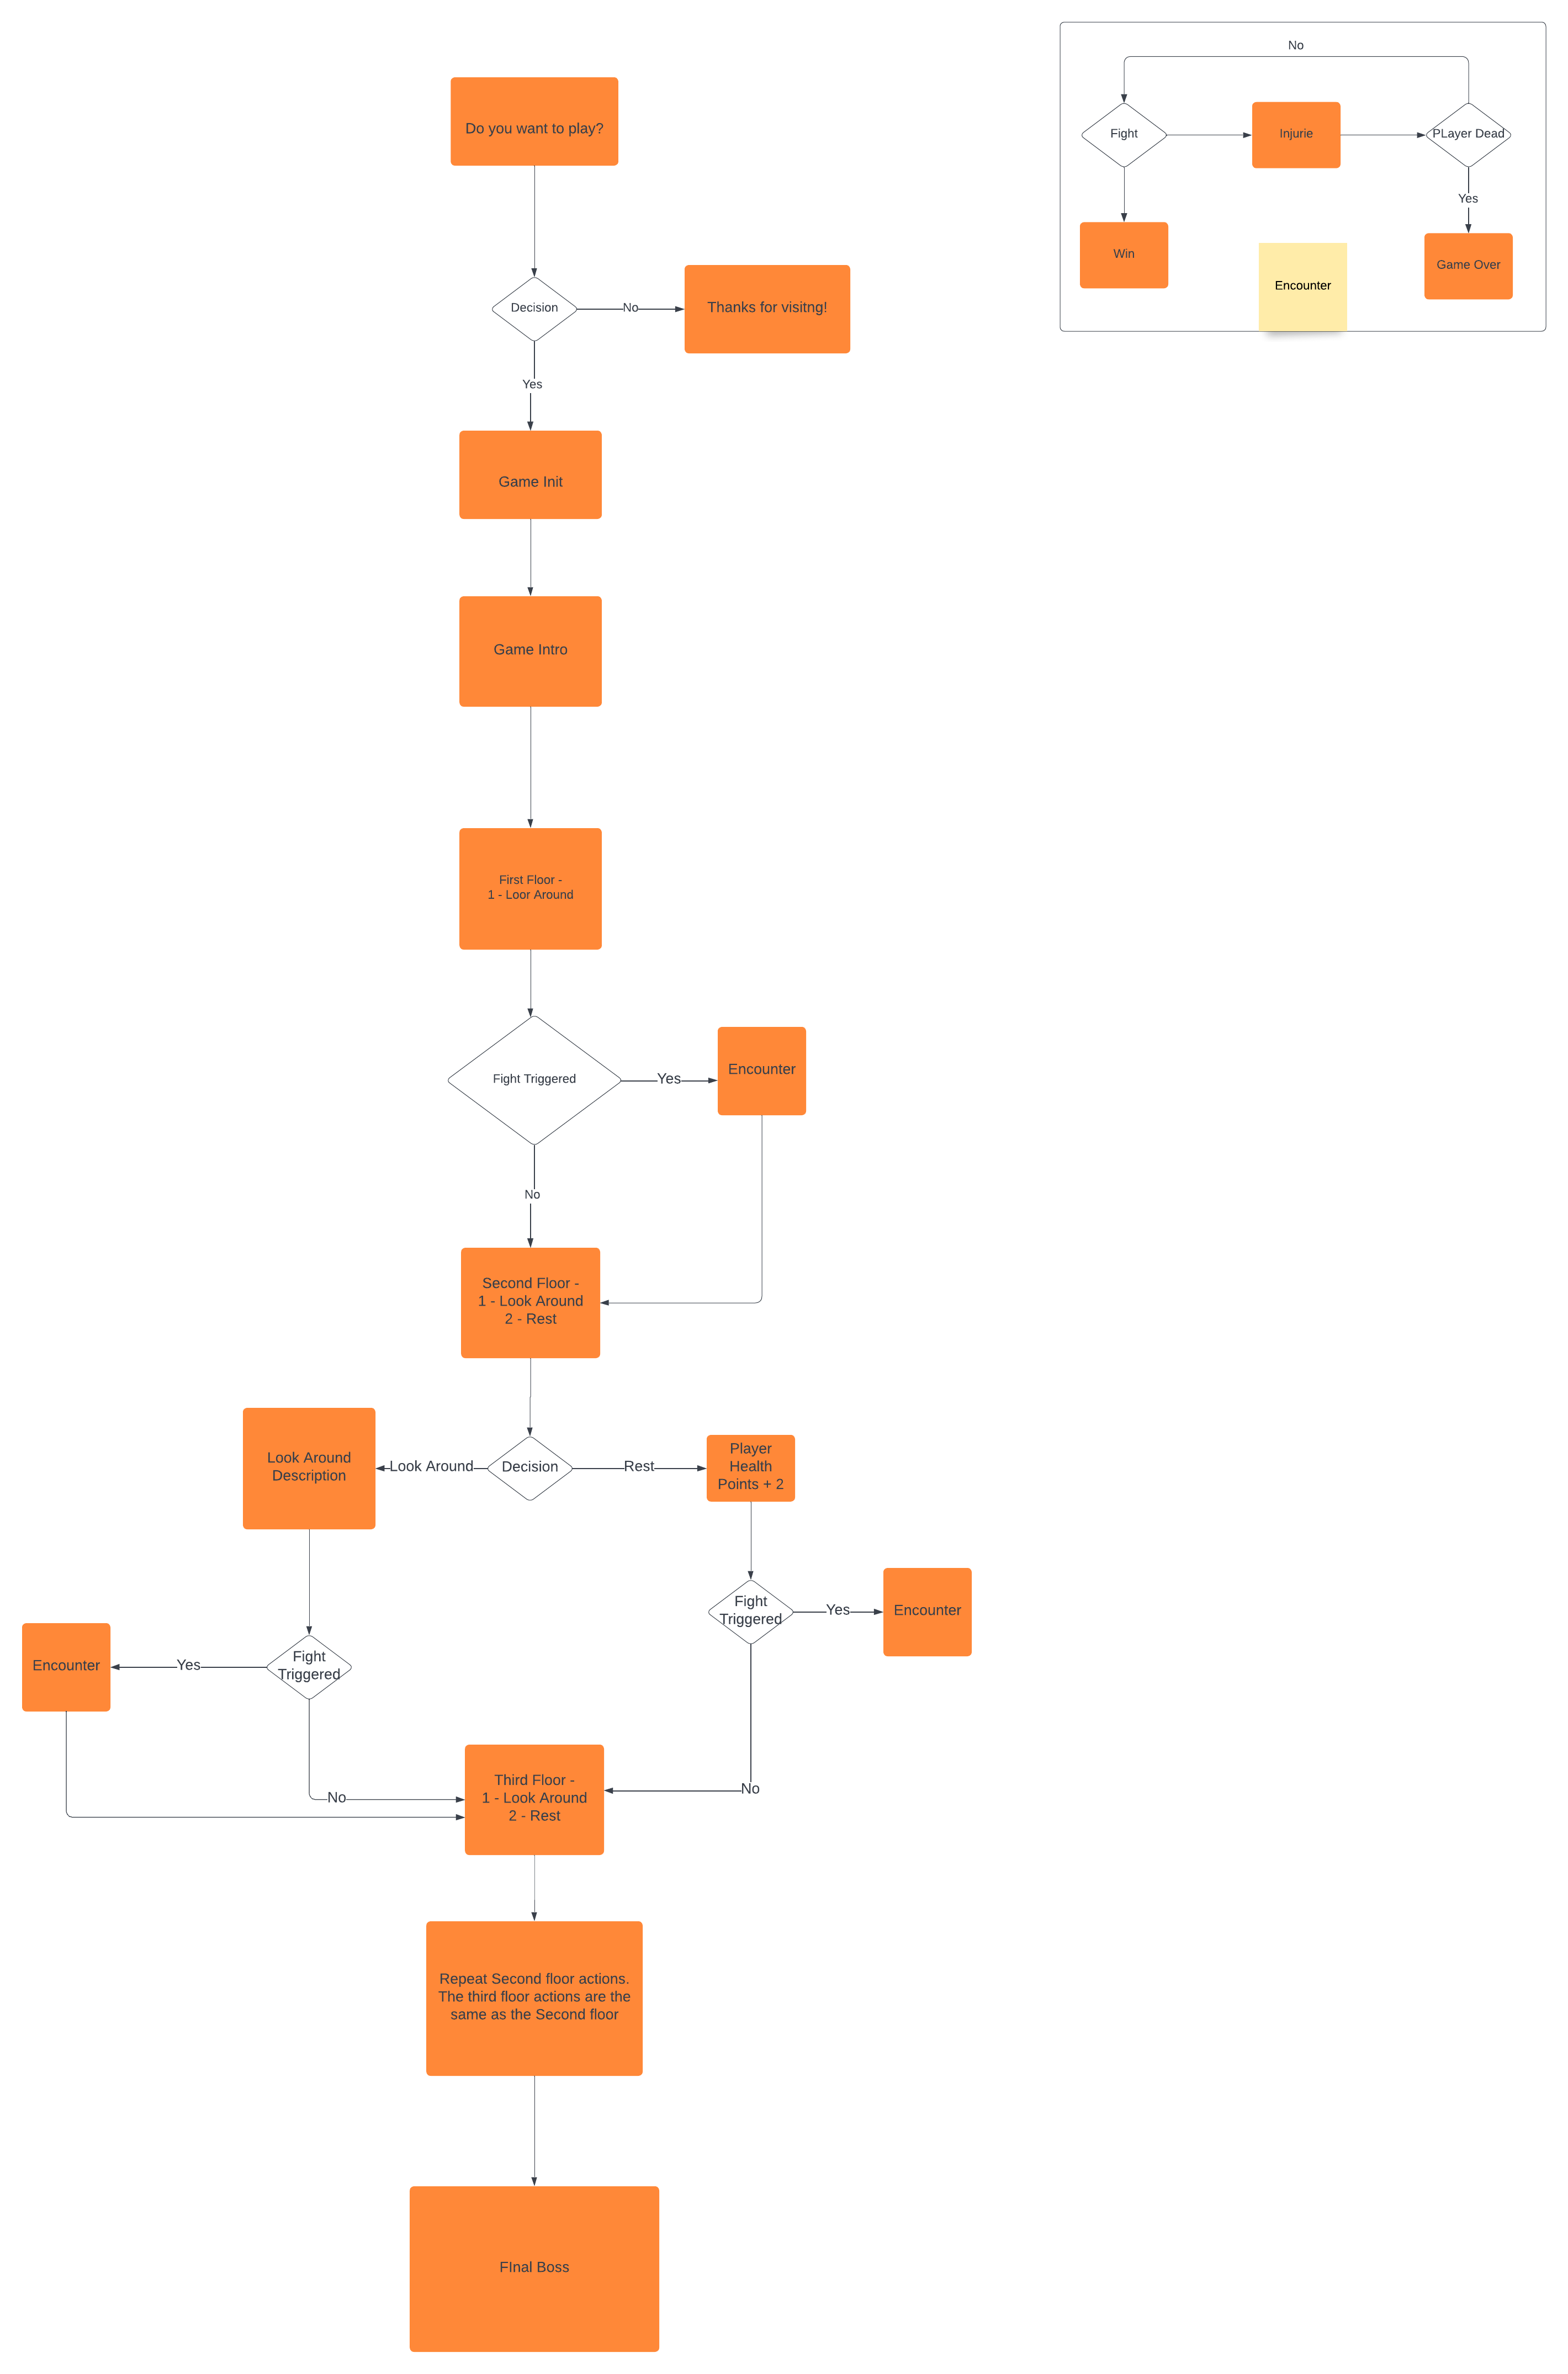 No
Fight
Injurie
PLayer Dead
Yes
Win
Game Over
Encounter
Do you want to play?
Decision
No
Thanks for visitng!
Yes
Game Init
Game Intro
First Floor -
1 - Loor Around
Fight Triggered
Yes
Encounter
No
Second Floor -
1 - Look Around
2 - Rest
Look Around
Description
Look Around
Decision
Rest
Player
Health
Points + 2
Fight
Triggered
Yes
Encounter
Encounter
Yes
Fight
Triggered
No
No
Third Floor -
1 - Look Around
2 - Rest
Repeat Second floor actions.
The third floor actions are the
same as the Second floor
FInal Boss